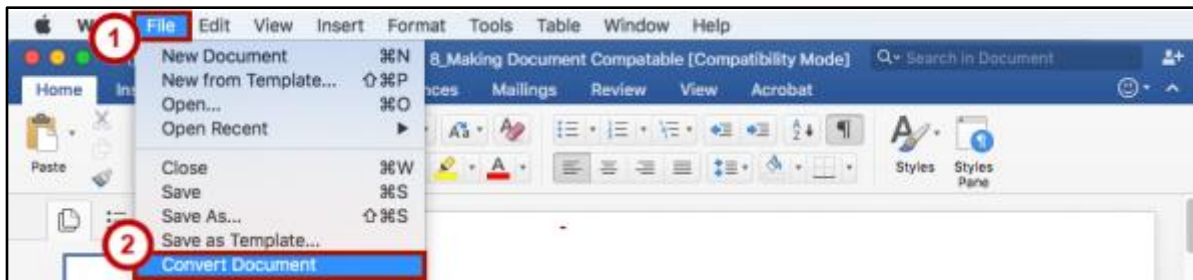 W File Edit View Insert Format Tools Table Window Help
1
8_Making Document Compatable [Compatibility Mode] Search in Document
Home Ins nces Mailings Review View Acrobat
New Document ⌘N
New from Template... ⇧⌘P
Open... ⌘O
Open Recent ▶
Close ⌘W
Save ⌘S
Save As... ⇧⌘S
Save as Template...
2
Convert Document
Paste
Styles Styles
Pane